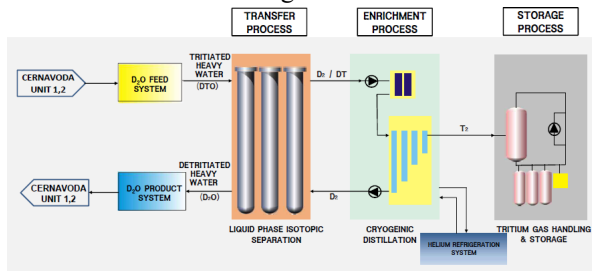 TRANSFER
PROCESS
ENRICHMENT
PROCESS
STORAGE
PROCESS
CERNAVODA
UNIT 1,2
D₂O FEED
SYSTEM
TRITIATED
HEAVY
WATER
(DTO)
D₂ / DT
T₂
CERNAVODA
UNIT 1,2
D₂O PRODUCT
SYSTEM
DETRITIATED
HEAVY
WATER
(D₂O)
D₂
LIQUID PHASE ISOTOPIC
SEPARATION
CRYOGEINIC
DISTILLATION
TRITIUM GAS HANDLING
& STORAGE
HELIUM REFRIGERATION
SYSTEM